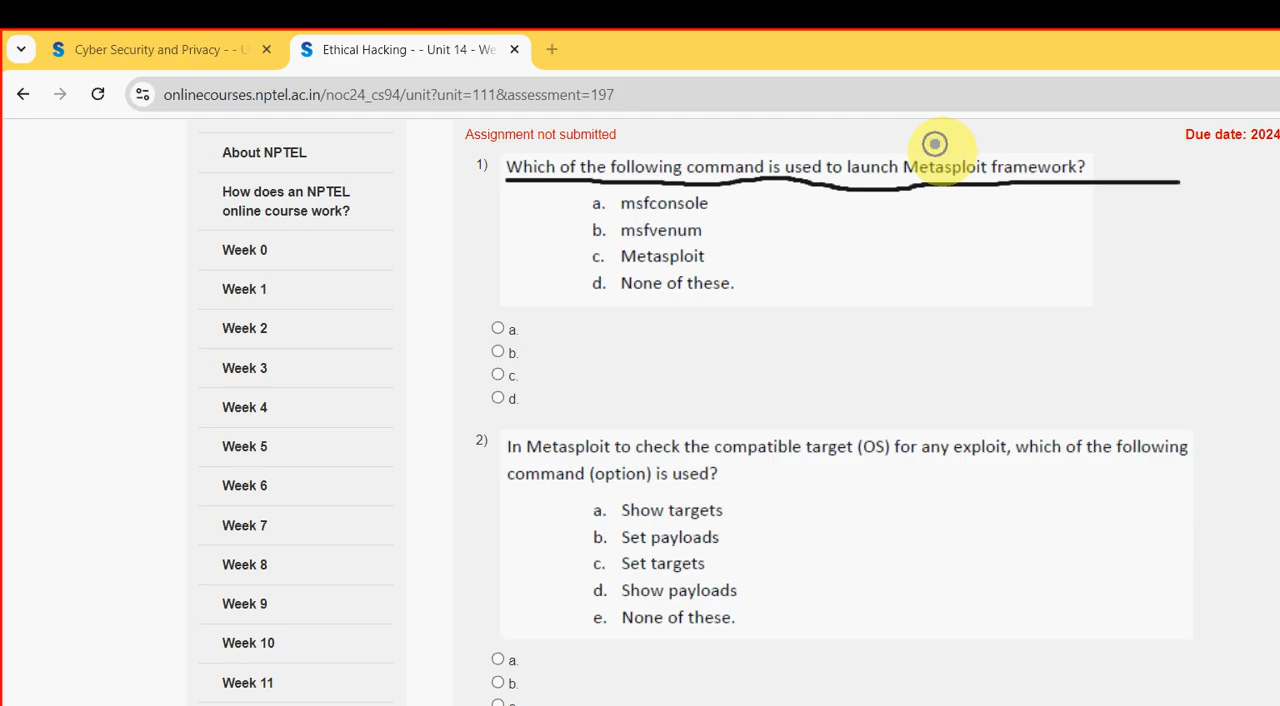 Cyber Security and Privacy - - U
Ethical Hacking - - Unit 14 - We
onlinecourses.nptel.ac.in/noc24_cs94/unit?unit=111&assessment=197
About NPTEL
How does an NPTEL
online course work?
Week 0
Week 1
Week 2
Week 3
Week 4
Week 5
Week 6
Week 7
Week 8
Week 9
Week 10
Week 11
Assignment not submitted
Due date: 2024
1) Which of the following command is used to launch Metasploit framework?
a. msfconsole
b. msfvenum
c. Metasploit
d. None of these.
a.
b.
c.
d.
2) In Metasploit to check the compatible target (OS) for any exploit, which of the following
command (option) is used?
a. Show targets
b. Set payloads
c. Set targets
d. Show payloads
e. None of these.
a.
b.